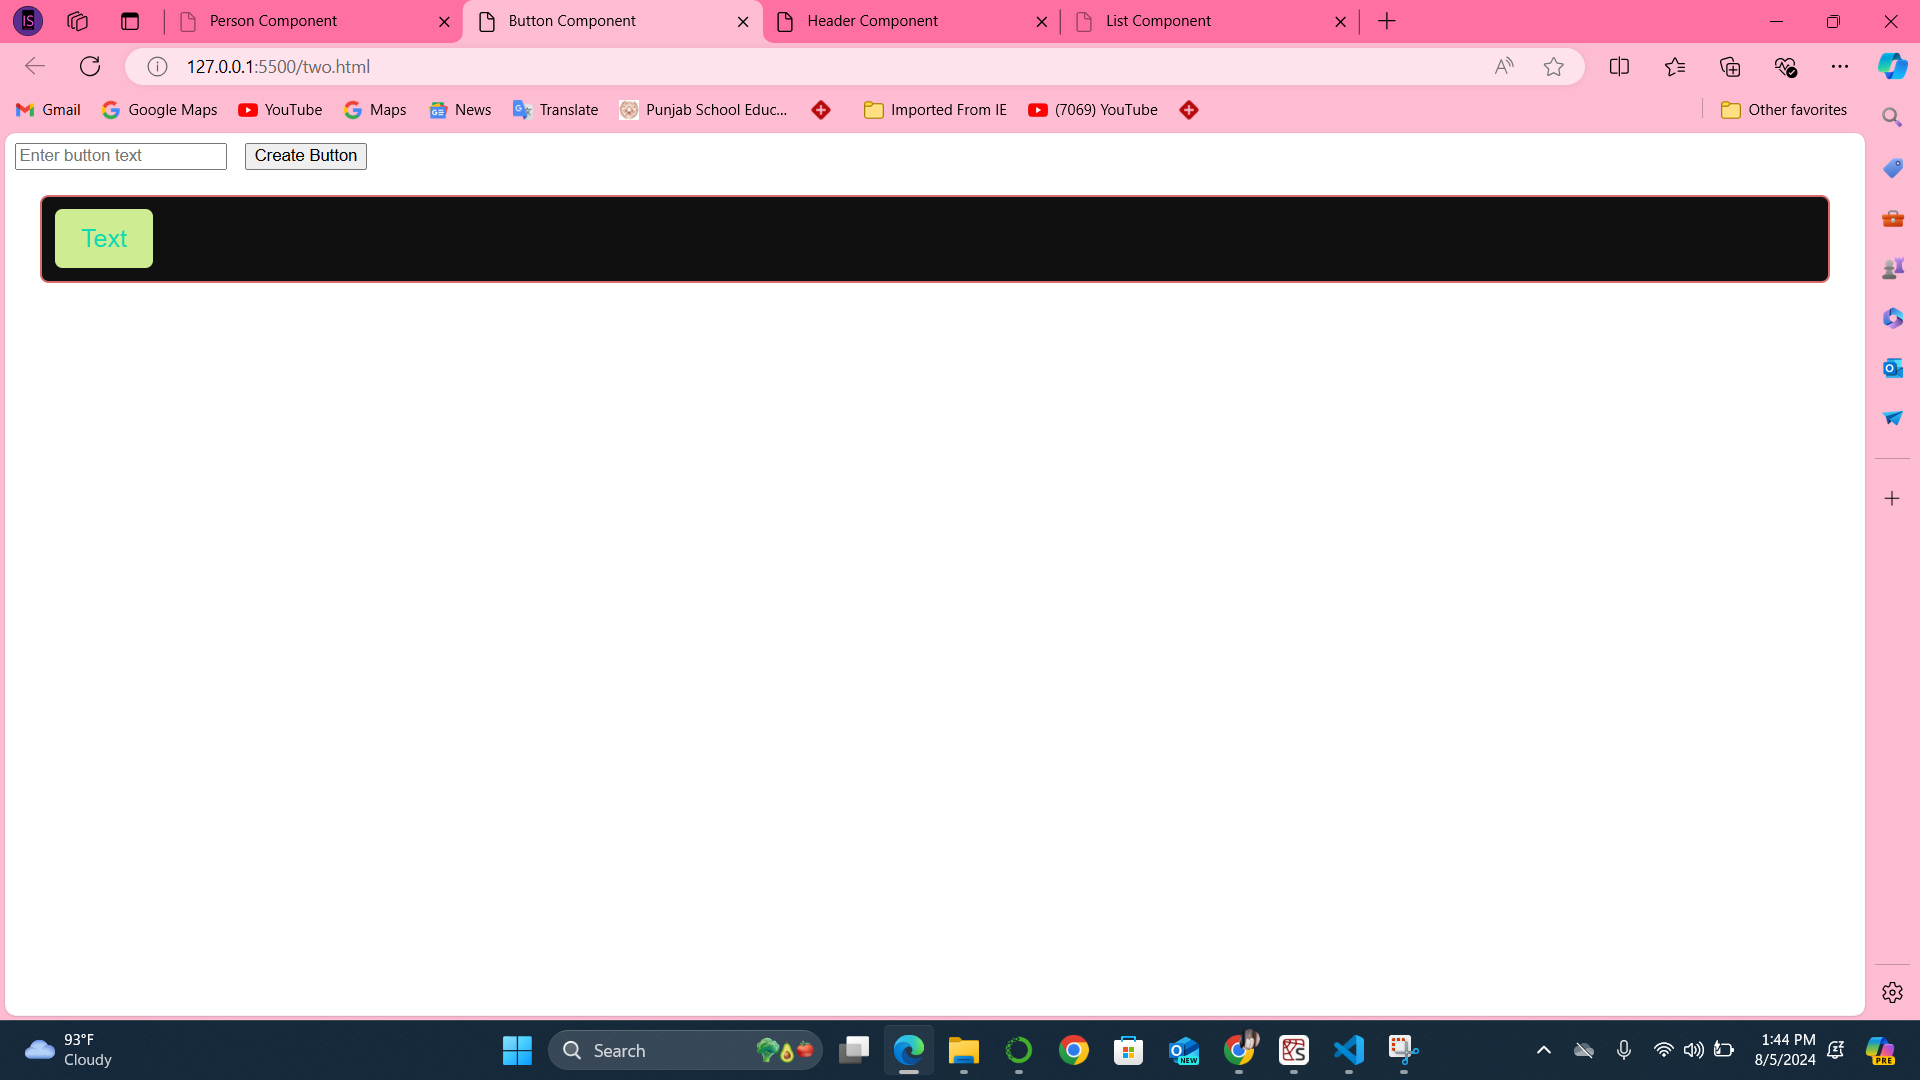 Person Component
Button Component
Header Component
List Component
127.0.0.1:5500/two.html
Gmail
Google Maps
YouTube
Maps
News
Translate
Punjab School Educ...
Imported From IE
(7069) YouTube
Other favorites
Enter button text
Create Button
Text
93°F
Cloudy
Search
NEW
1:44 PM
8/5/2024
PRE